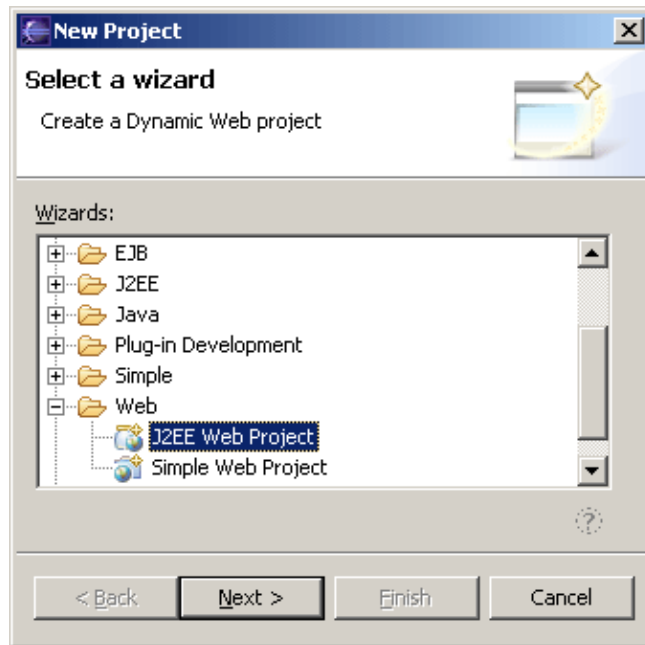 New Project
Select a wizard
Create a Dynamic Web project
Wizards:
EJB
J2EE
Java
Plug-in Development
Simple
Web
J2EE Web Project
Simple Web Project
?
< Back Next > Finish Cancel